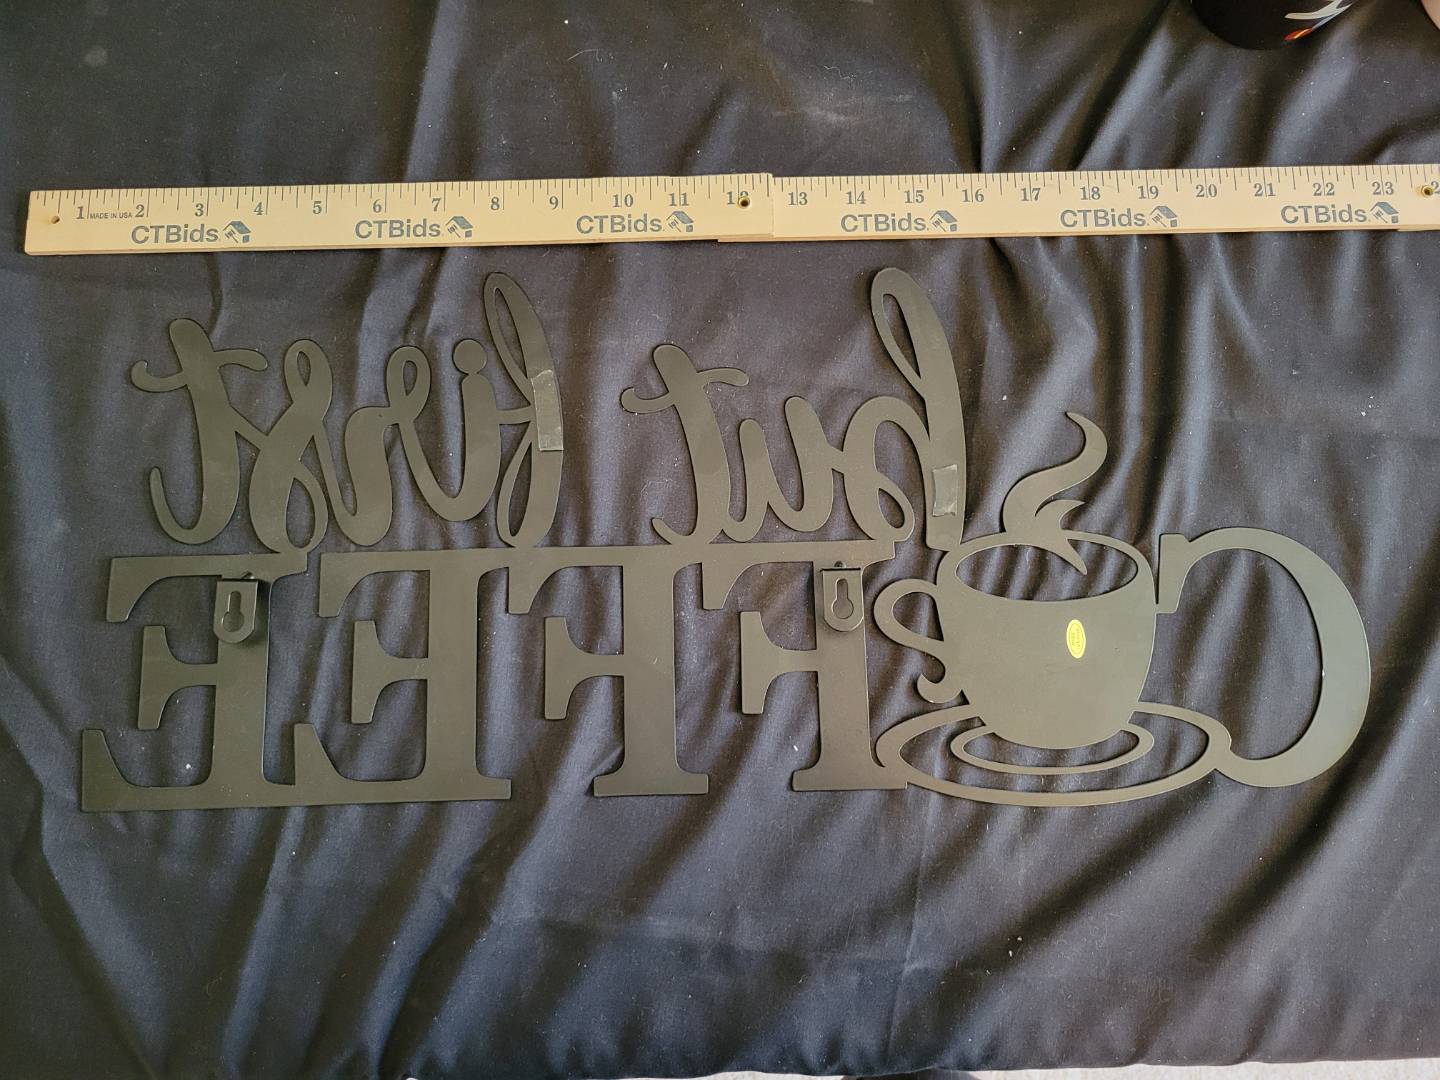 1 MADE IN USA 2 3 4 5 6 7 8 9 10 11 12 13 14 15 16 17 18 19 20 21 22 23
CTBids CTBids CTBids CTBids CTBids CTBids
but first
COFFEE